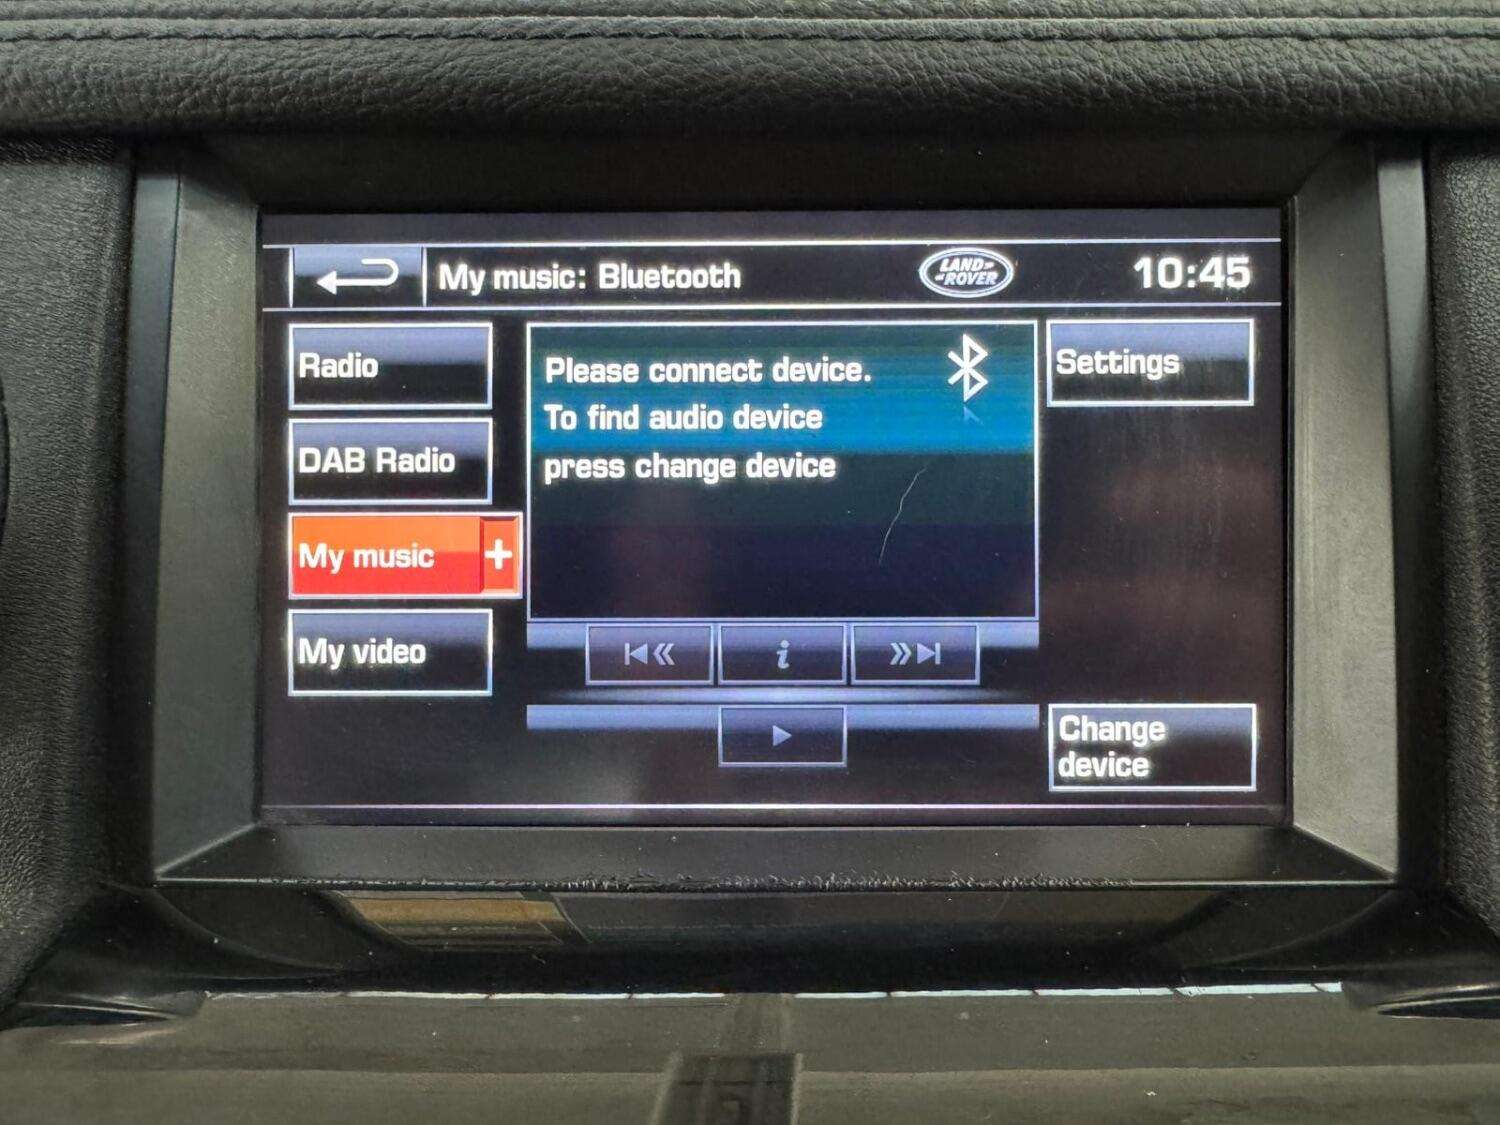 My music: Bluetooth
LAND
ROVER
10:45
Radio
DAB Radio
My music +
My video
Please connect device.
To find audio device
press change device
i
Settings
Change
device